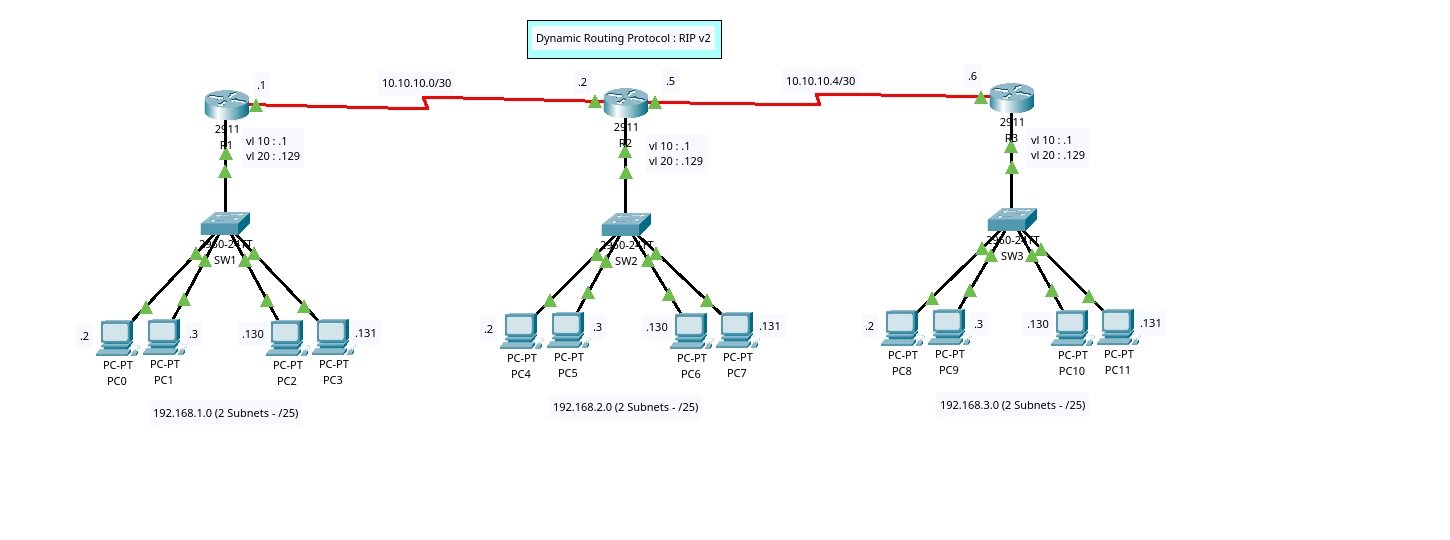 Dynamic Routing Protocol : RIP v2
.1
10.10.10.0/30
.2
.5
10.10.10.4/30
.6
2911
R1
vl 10 : .1
vl 20 : .129
2911
R2
vl 10 : .1
vl 20 : .129
2911
R3
vl 10 : .1
vl 20 : .129
2960-24TT
SW1
2960-24TT
SW2
2960-24TT
SW3
.2
.3
.130
.131
PC-PT
PC0
PC-PT
PC1
PC-PT
PC2
PC-PT
PC3
.2
.3
.130
.131
PC-PT
PC4
PC-PT
PC5
PC-PT
PC6
PC-PT
PC7
.2
.3
.130
.131
PC-PT
PC8
PC-PT
PC9
PC-PT
PC10
PC-PT
PC11
192.168.1.0 (2 Subnets - /25)
192.168.2.0 (2 Subnets - /25)
192.168.3.0 (2 Subnets - /25)